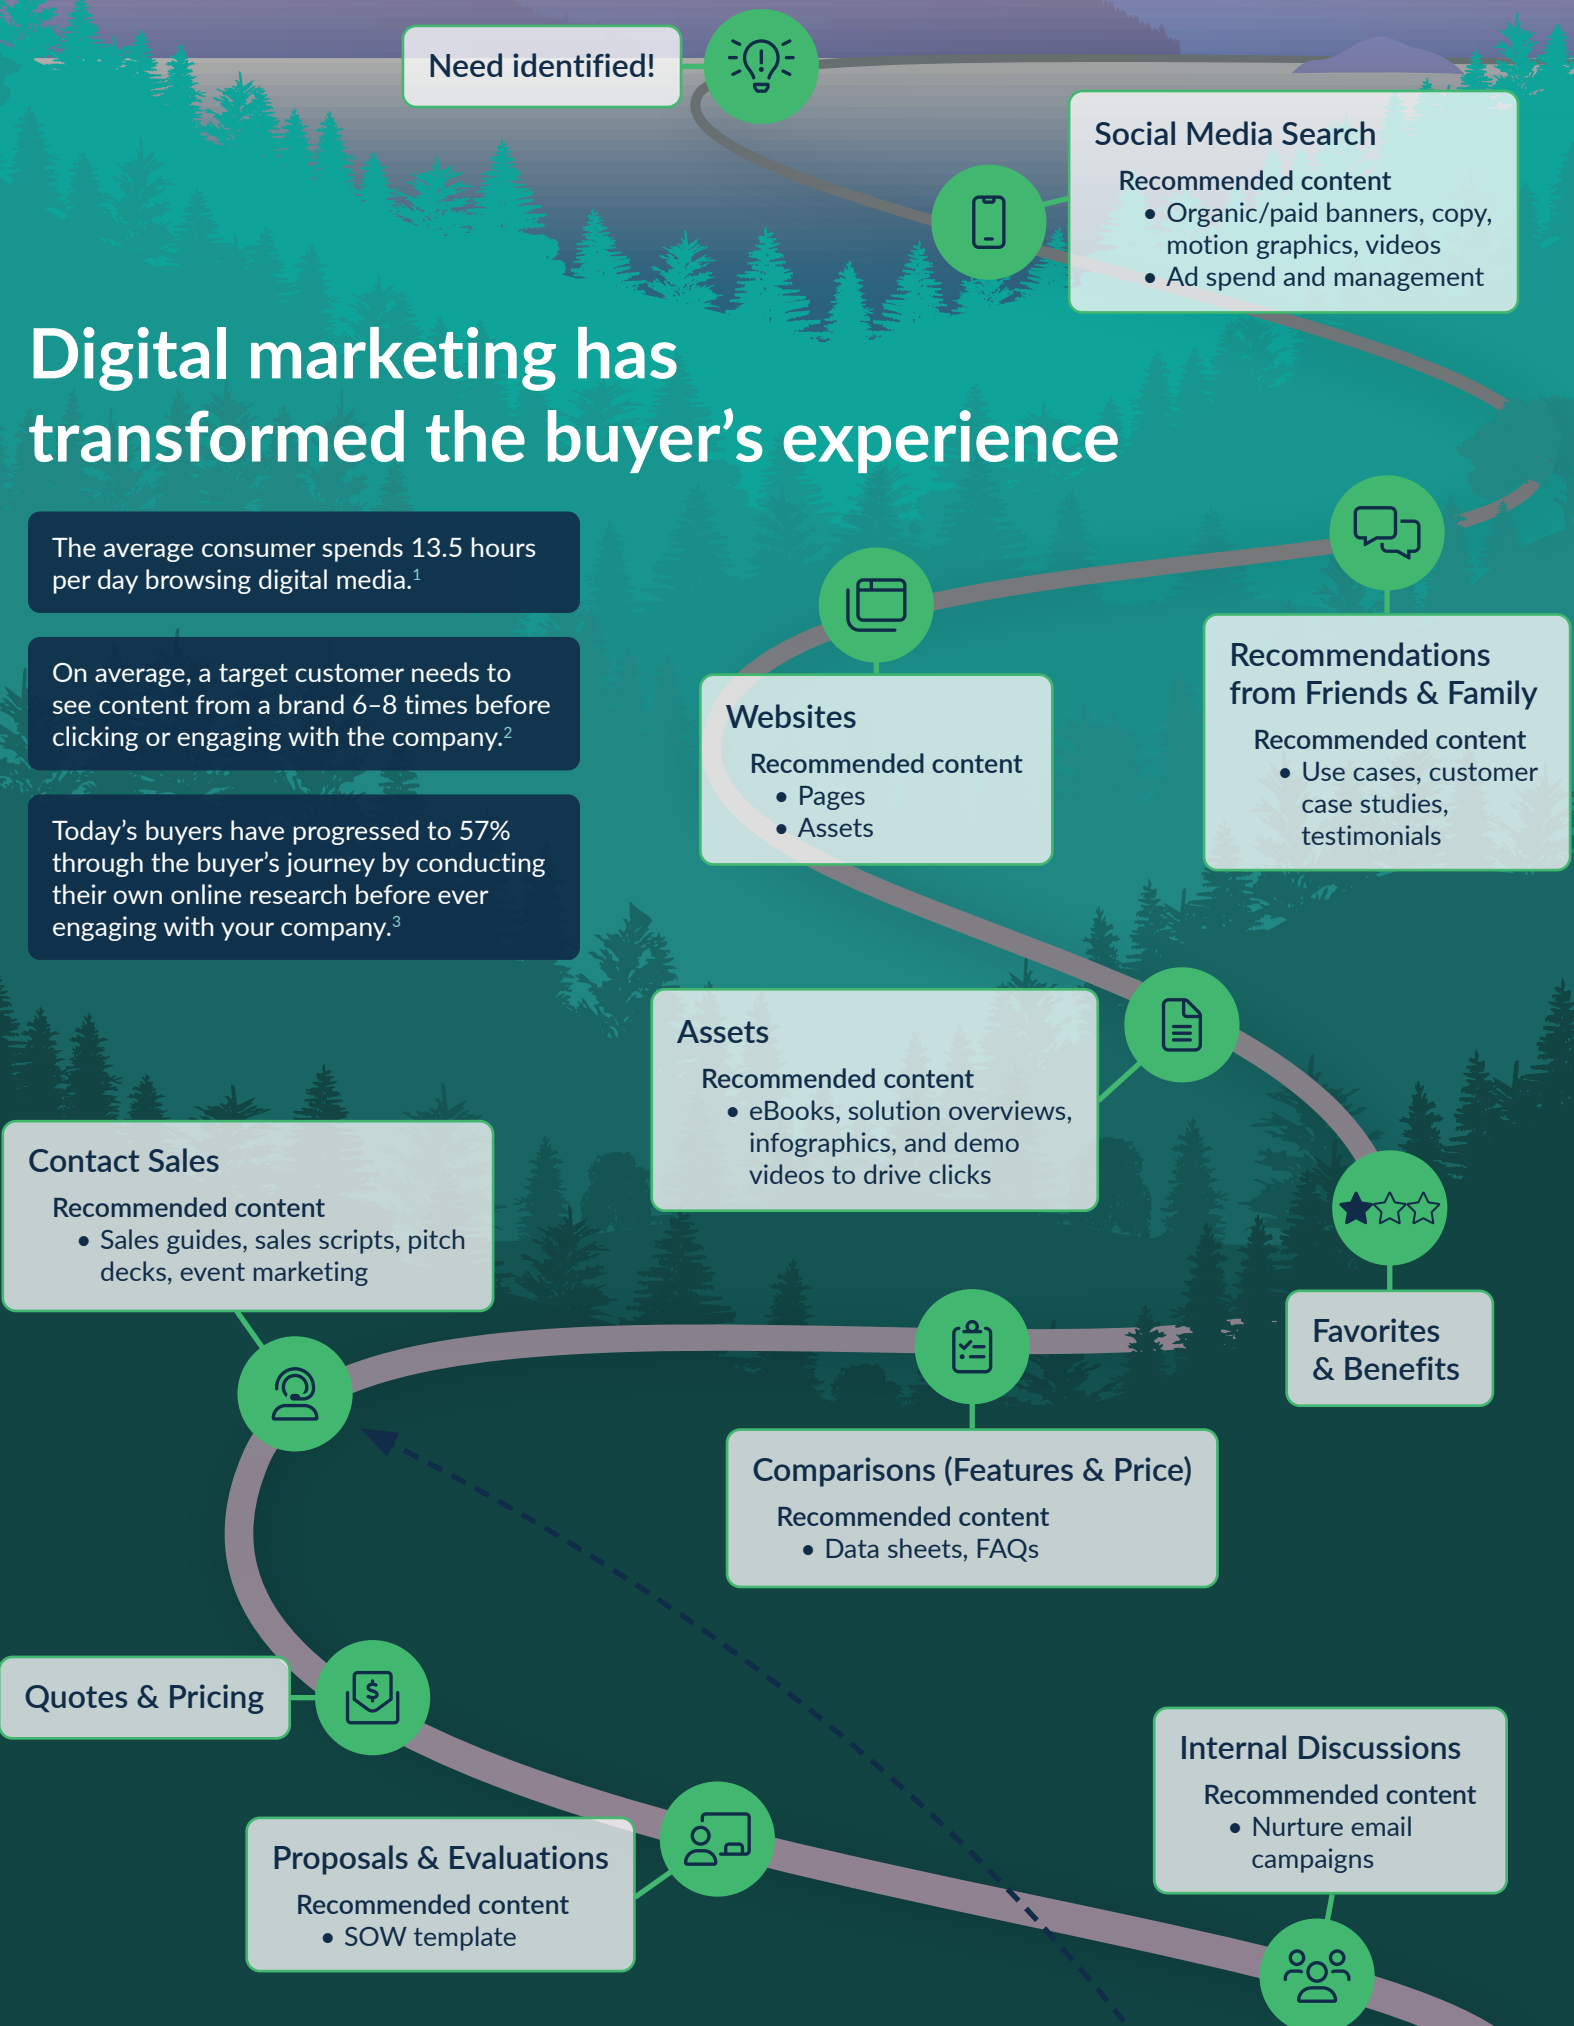 Need identified!
Social Media Search
Recommended content
• Organic/paid banners, copy,
motion graphics, videos
• Ad spend and management
Digital marketing has
transformed the buyer’s experience
The average consumer spends 13.5 hours
per day browsing digital media.1
On average, a target customer needs to
see content from a brand 6–8 times before
clicking or engaging with the company.2
Today’s buyers have progressed to 57%
through the buyer’s journey by conducting
their own online research before ever
engaging with your company.3
Recommendations
from Friends & Family
Recommended content
• Use cases, customer
case studies,
testimonials
Websites
Recommended content
• Pages
• Assets
Assets
Recommended content
• eBooks, solution overviews,
infographics, and demo
videos to drive clicks
Favorites
& Benefits
Comparisons (Features & Price)
Recommended content
• Data sheets, FAQs
Contact Sales
Recommended content
• Sales guides, sales scripts, pitch
decks, event marketing
Quotes & Pricing
$
Proposals & Evaluations
Recommended content
• SOW template
Internal Discussions
Recommended content
• Nurture email
campaigns